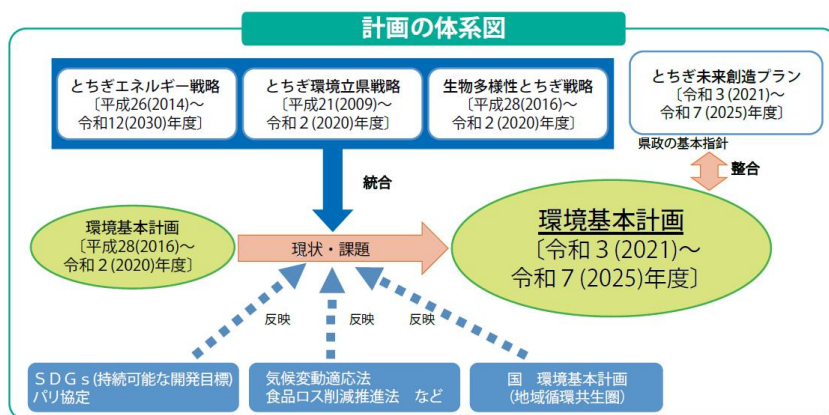 計画の体系図
とちぎエネルギー戦略
〔平成26(2014)～
令和12(2030)年度〕
とちぎ環境立県戦略
〔平成21(2009)～
令和２(2020)年度〕
生物多様性とちぎ戦略
〔平成28(2016)～
令和２(2020)年度〕
とちぎ未来創造プラン
〔令和３(2021)～
令和７(2025)年度〕
県政の基本指針
統合
整合
環境基本計画
〔平成28(2016)～
令和２(2020)年度〕
現状・課題
環境基本計画
〔令和３(2021)～
令和７(2025)年度〕
反映
反映
反映
ＳＤＧｓ(持続可能な開発目標)
パリ協定
気候変動適応法
食品ロス削減推進法　など
国　環境基本計画
（地域循環共生圏）